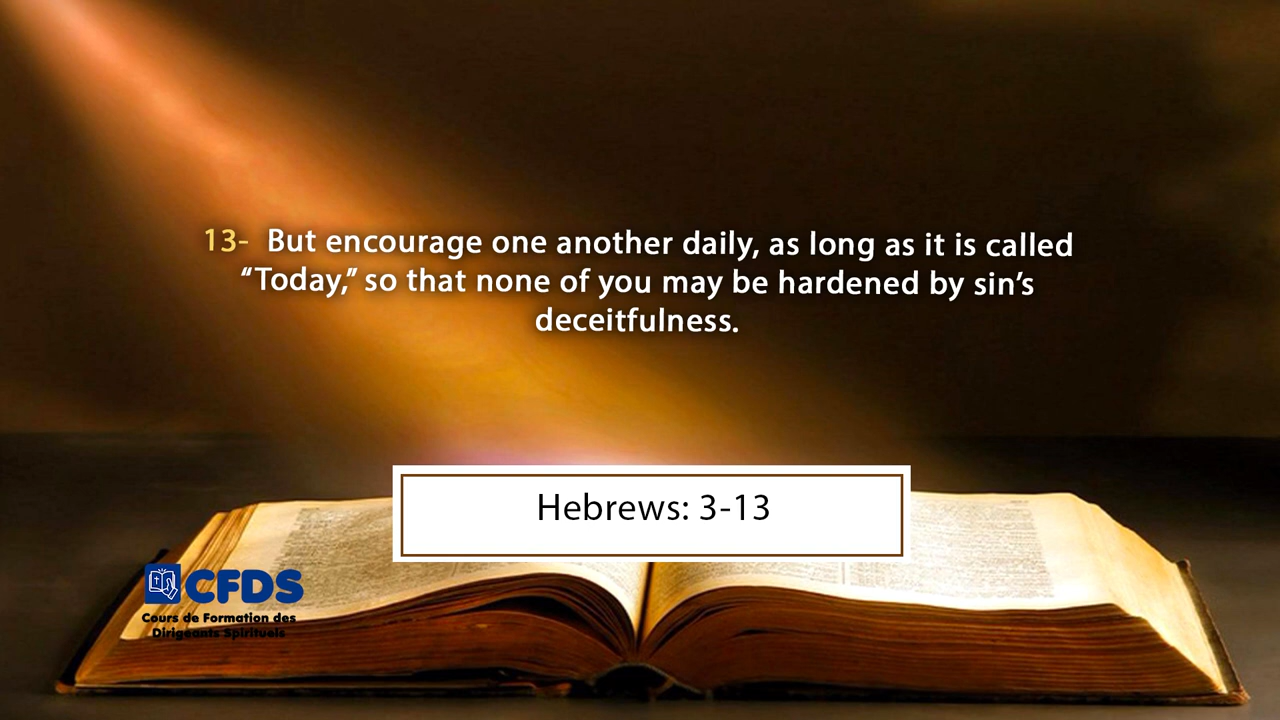 13- But encourage one another daily, as long as it is called
“Today,” so that none of you may be hardened by sin’s
deceitfulness.
Hebrews: 3-13
CFDS
Cours de Formation des
Dirigeants Spirituels